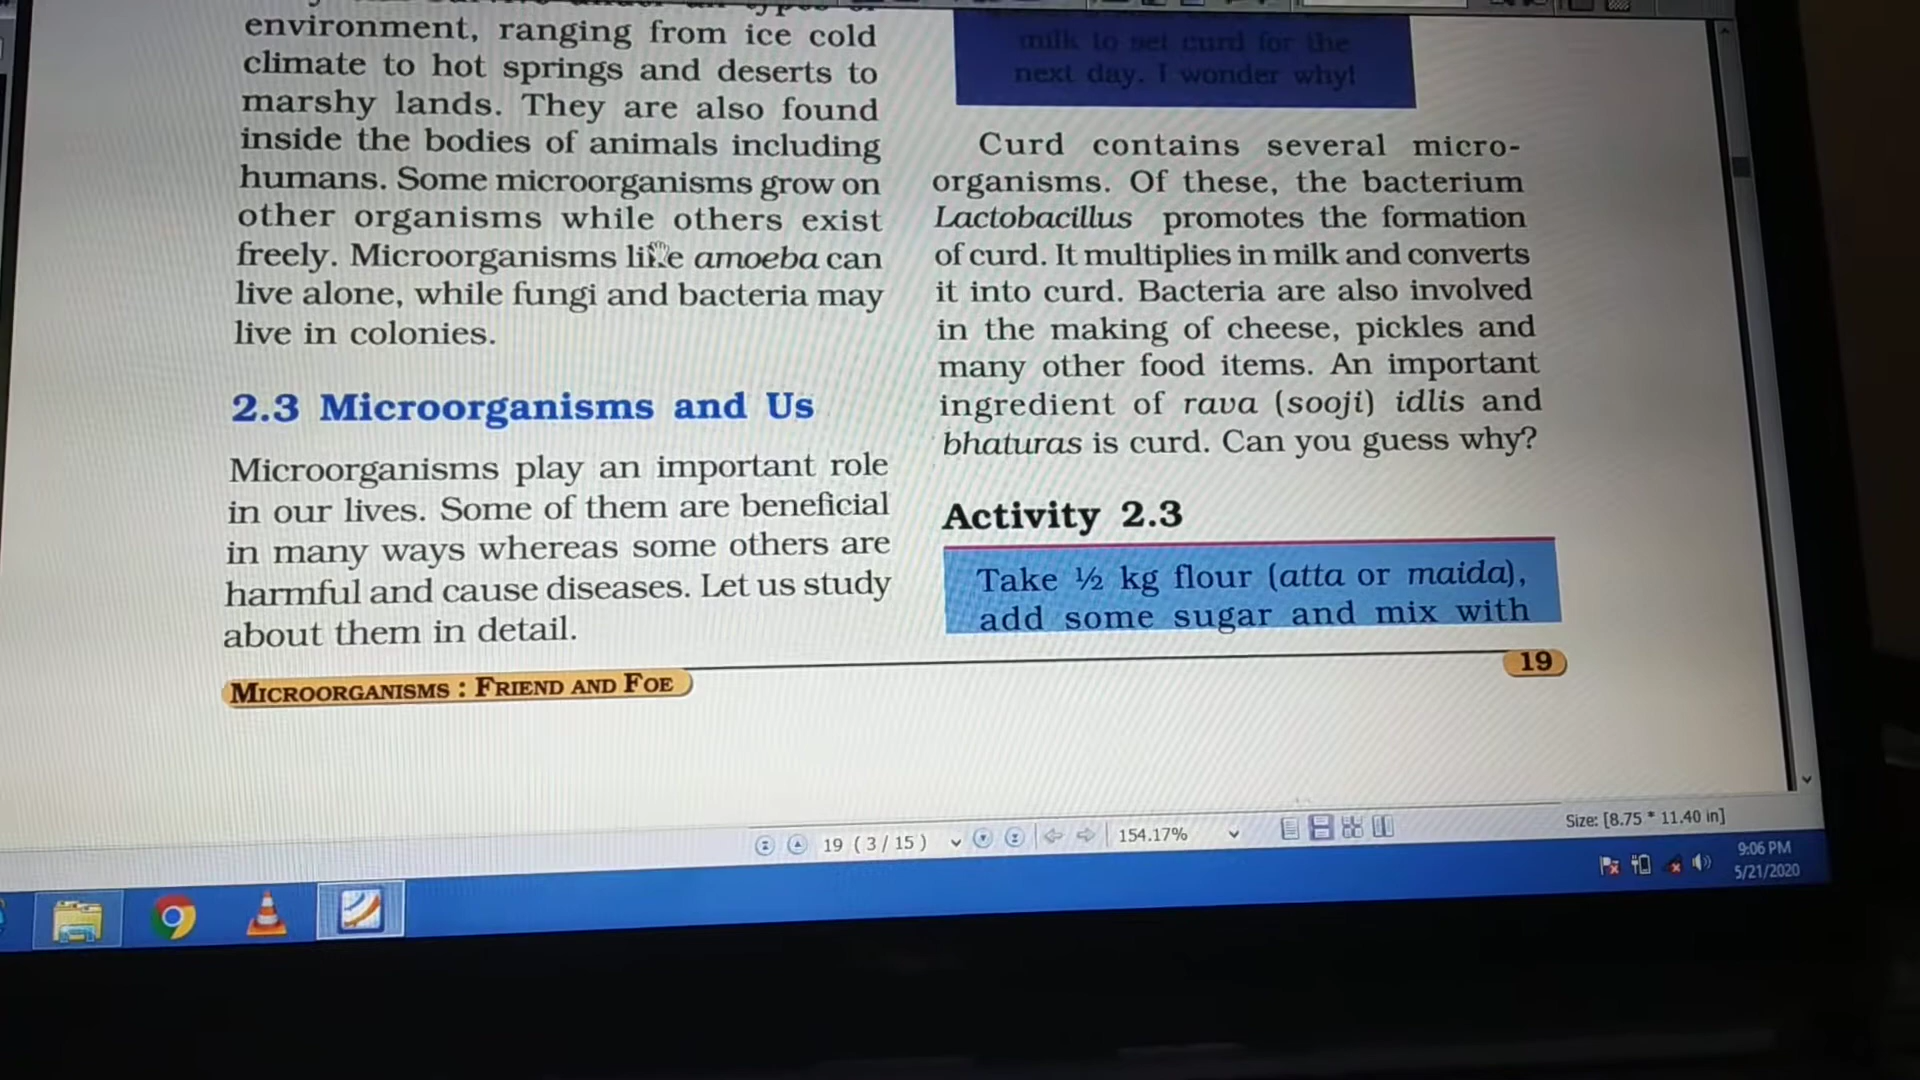 environment, ranging from ice cold
climate to hot springs and deserts to
marshy lands. They are also found
inside the bodies of animals including
humans. Some microorganisms grow on
other organisms while others exist
freely. Microorganisms like amoeba can
live alone, while fungi and bacteria may
live in colonies.
2.3 Microorganisms and Us
Microorganisms play an important role
in our lives. Some of them are beneficial
in many ways whereas some others are
harmful and cause diseases. Let us study
about them in detail.
milk to set curd for the
next day. I wonder why!
Curd contains several micro-
organisms. Of these, the bacterium
Lactobacillus promotes the formation
of curd. It multiplies in milk and converts
it into curd. Bacteria are also involved
in the making of cheese, pickles and
many other food items. An important
ingredient of rava (sooji) idlis and
bhaturas is curd. Can you guess why?
Activity 2.3
Take ½ kg flour (atta or maida),
add some sugar and mix with
MICROORGANISMS : FRIEND AND FOE
19
19 ( 3 / 15 )
154.17%
Size: [8.75 * 11.40 in]
9:06 PM
5/21/2020